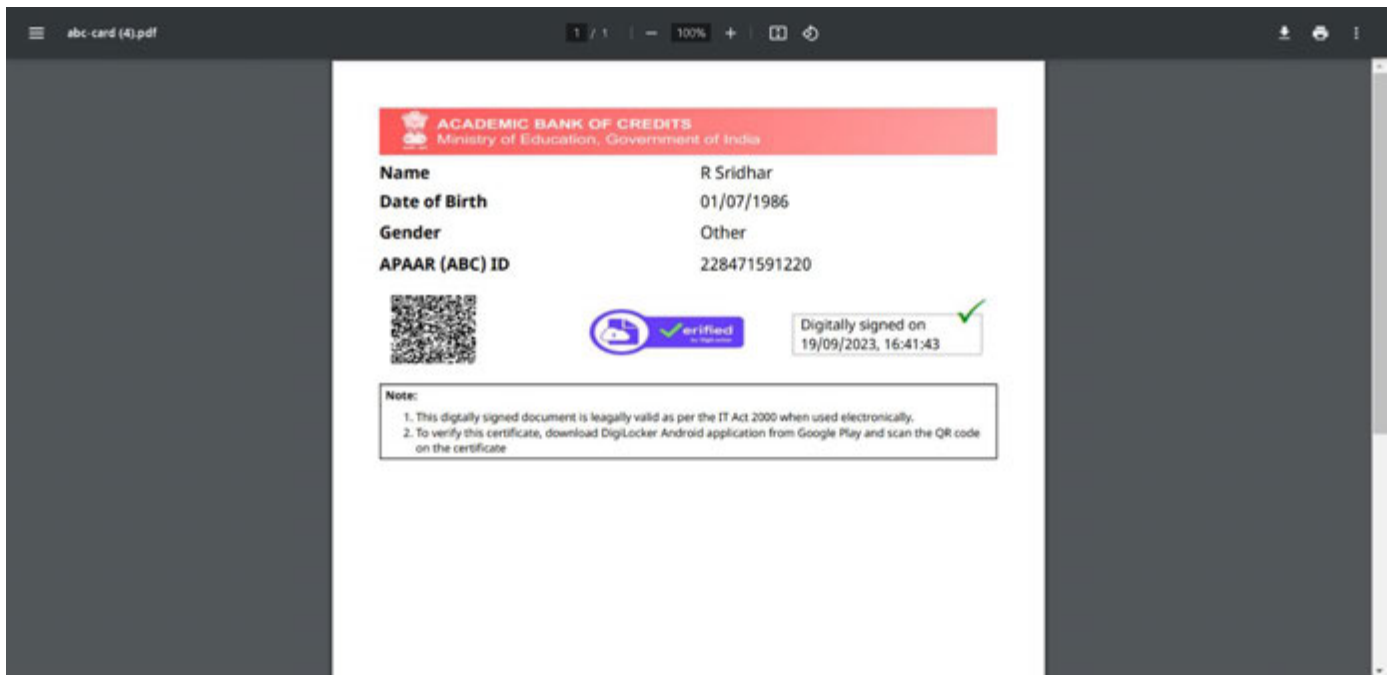 abc-card (4).pdf
1 / 1
100%
ACADEMIC BANK OF CREDITS
Ministry of Education, Government of India
Name R Sridhar
Date of Birth 01/07/1986
Gender Other
APAAR (ABC) ID 228471591220
erified
Digitally signed on
19/09/2023, 16:41:43
Note:
1. This digtally signed document is leagally valid as per the IT Act 2000 when used electronically.
2. To verify this certificate, download DigiLocker Android application from Google Play and scan the QR code
on the certificate